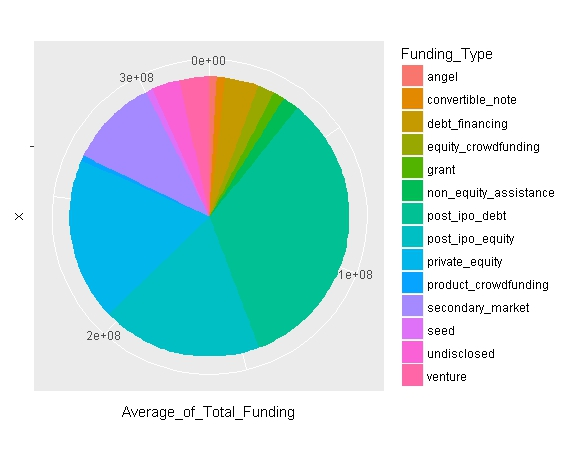 0e+00
3e+08
1e+08
2e+08
x
Average_of_Total_Funding
Funding_Type
angel
convertible_note
debt_financing
equity_crowdfunding
grant
non_equity_assistance
post_ipo_debt
post_ipo_equity
private_equity
product_crowdfunding
secondary_market
seed
undisclosed
venture